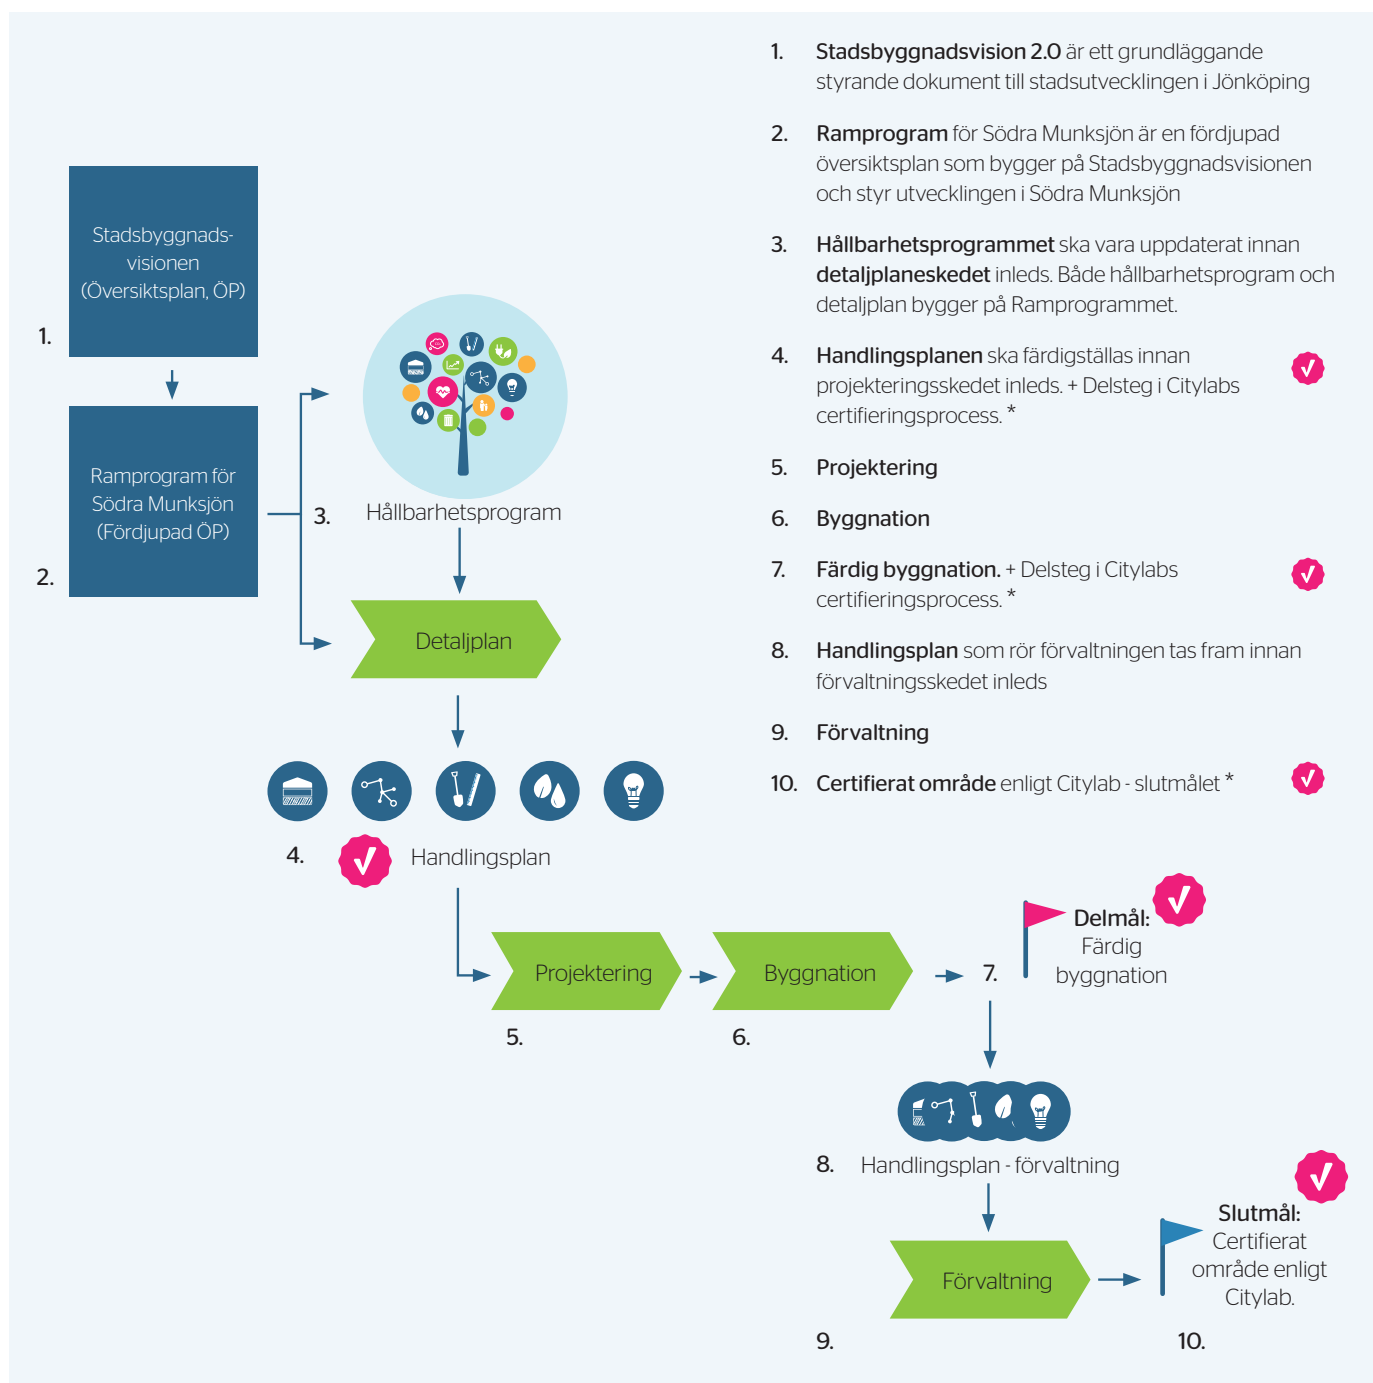 1. Stadsbyggnadsvision 2.0 är ett grundläggande
styrande dokument till stadsutvecklingen i Jönköping
2. Ramprogram för Södra Munksjön är en fördjupad
översiktsplan som bygger på Stadsbyggnadsvisionen
och styr utvecklingen i Södra Munksjön
3. Hållbarhetsprogrammet ska vara uppdaterat innan
detaljplaneskedet inleds. Både hållbarhetsprogram och
detaljplan bygger på Ramprogrammet.
4. Handlingsplanen ska färdigställas innan
projekteringsskedet inleds. + Delsteg i Citylabs
certifieringsprocess. *
5. Projektering
6. Byggnation
7. Färdig byggnation. + Delsteg i Citylabs
certifieringsprocess. *
8. Handlingsplan som rör förvaltningen tas fram innan
förvaltningsskedet inleds
9. Förvaltning
10. Certifierat område enligt Citylab - slutmålet *
Stadsbyggnads-
visionen
(Översiktsplan, ÖP)
1.
Ramprogram för
Södra Munksjön
(Fördjupad ÖP)
2.
3. Hållbarhetsprogram
Detaljplan
4. Handlingsplan
Projektering
5.
Byggnation
6.
7.
Delmål:
Färdig
byggnation
8. Handlingsplan - förvaltning
Förvaltning
9.
Slutmål:
Certifierat
område enligt
Citylab.
10.